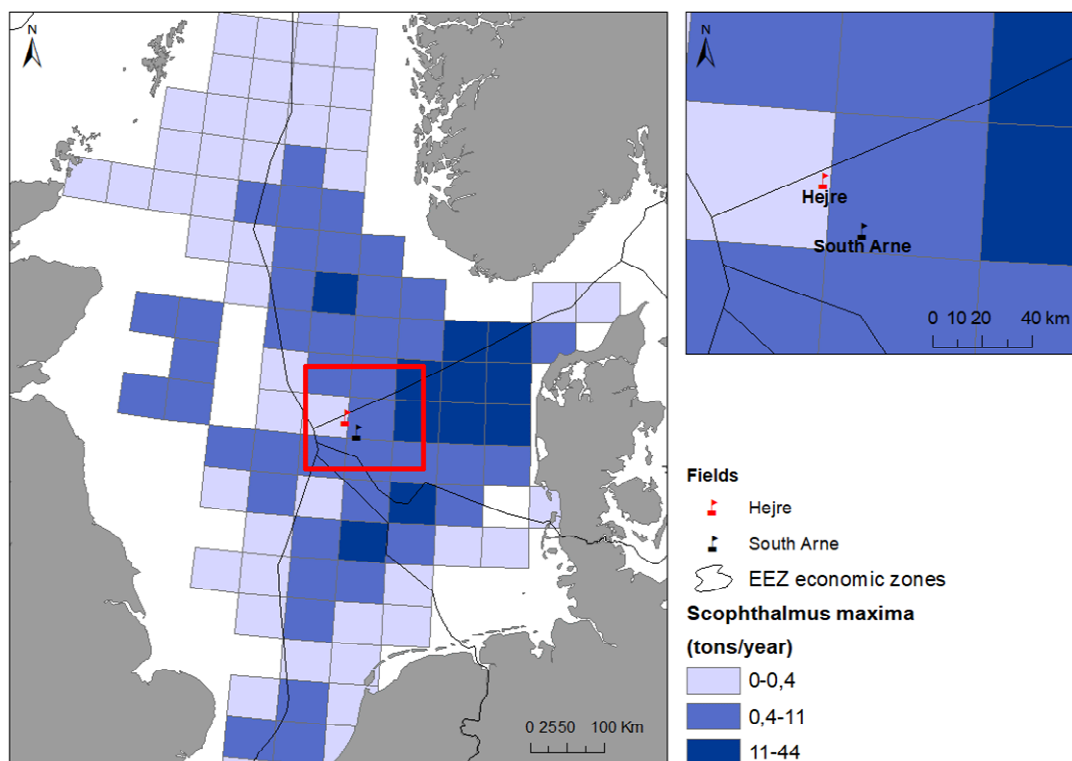 N
0 2550 100 Km
N
Hejre
South Arne
0 10 20 40 km
Fields
Hejre
South Arne
EEZ economic zones
Scophthalmus maxima
(tons/year)
0-0,4
0,4-11
11-44